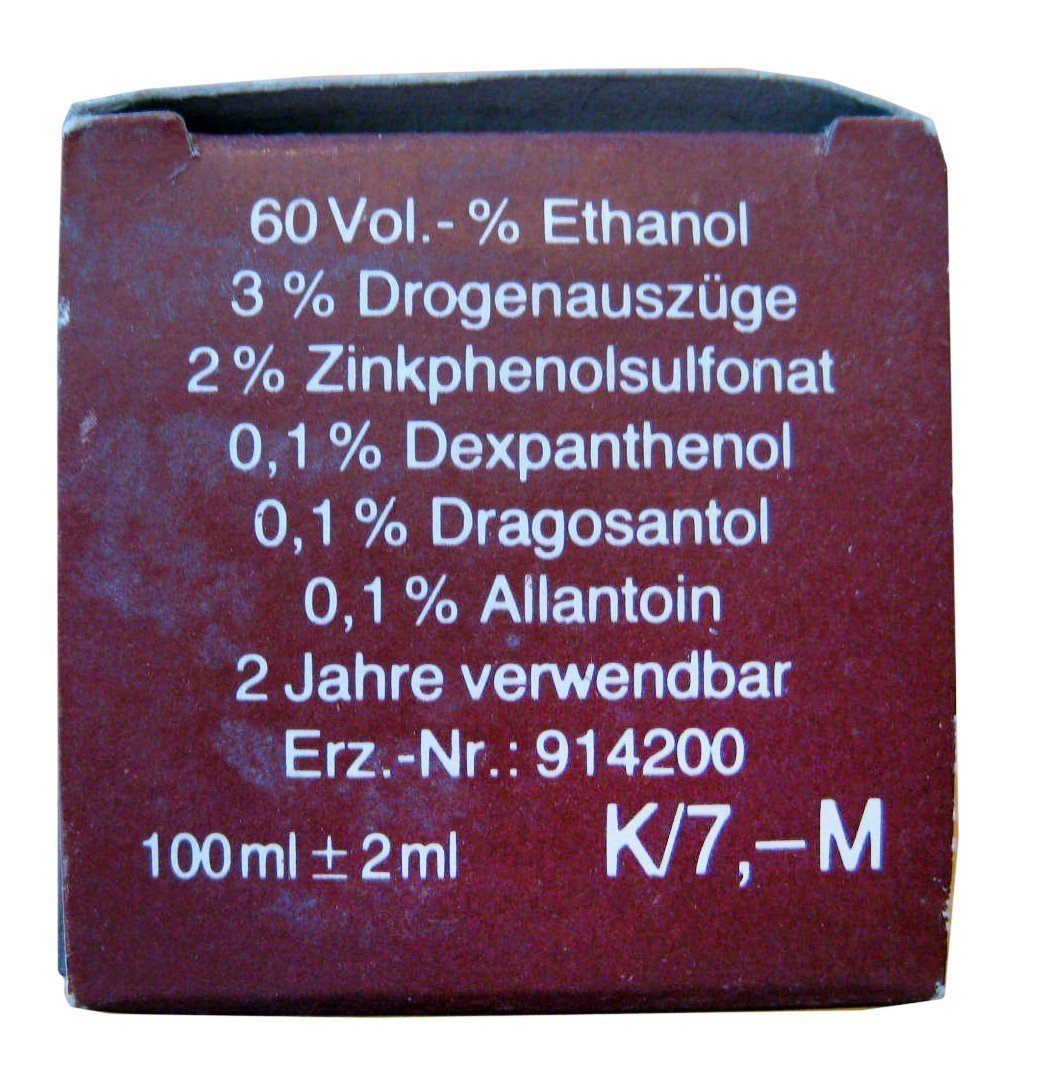 60 Vol.- % Ethanol
3 % Drogenauszüge
2 % Zinkphenolsulfonat
0,1 % Dexpanthenol
0,1 % Dragosantol
0,1 % Allantoin
2 Jahre verwendbar
Erz.-Nr.: 914200
100 ml ± 2 ml K/7,– M